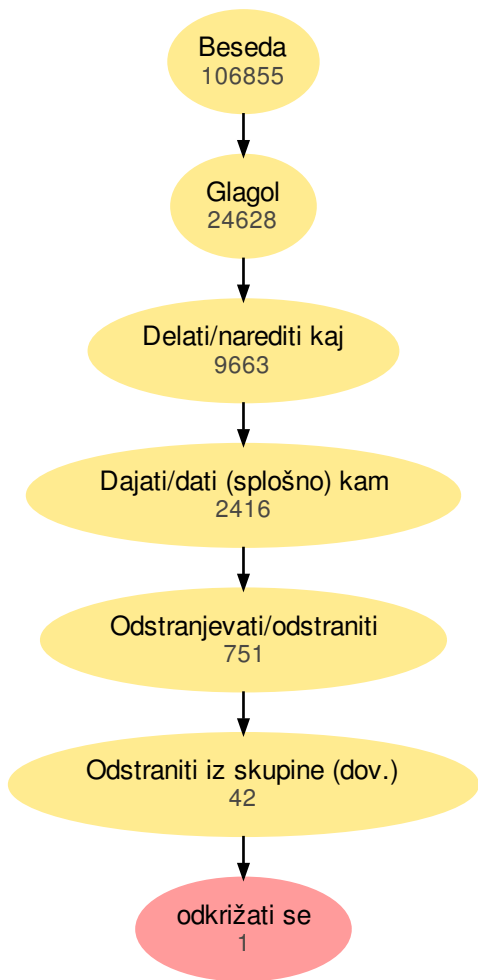 Beseda
106855
Glagol
24628
Delati/narediti kaj
9663
Dajati/dati (splošno) kam
2416
Odstranjevati/odstraniti
751
Odstraniti iz skupine (dov.)
42
odkrižati se
1